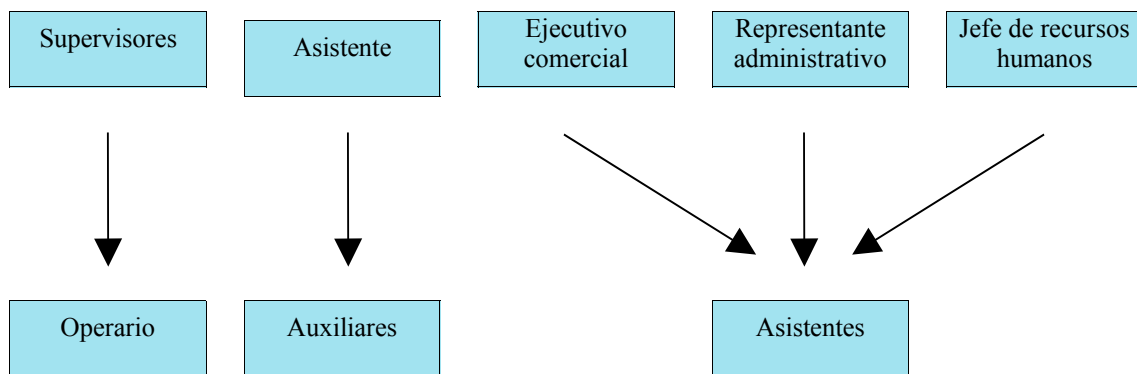 Supervisores
Asistente
Ejecutivo
comercial
Representante
administrativo
Jefe de recursos
humanos
Operario
Auxiliares
Asistentes